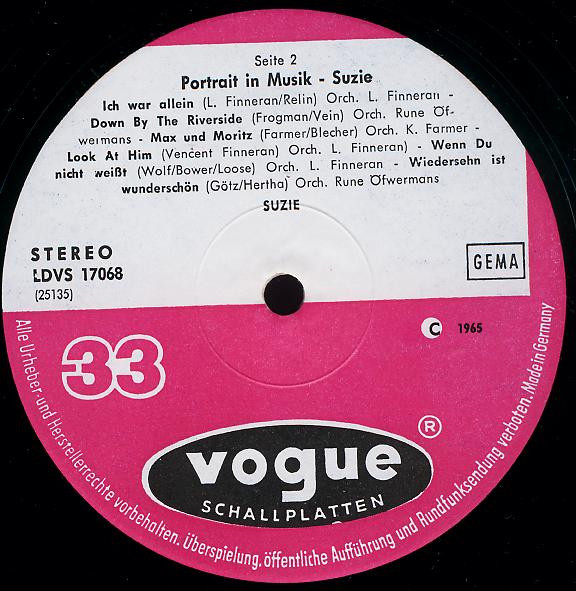 Seite 2
Portrait in Musik - Suzie
Ich war allein (L. Finneran/Relin) Orch. L. Finneran -
Down By The Riverside (Frogman/Vein) Orch. Rune Öf-
wermans - Max und Moritz (Farmer/Blecher) Orch. K. Farmer -
Look At Him (Vencent Finneran) Orch. L. Finneran) - Wenn Du
nicht weißt (Wolf/Bower/Loose) Orch. L. Finneran - Wiedersehn ist
wunderschön (Götz/Hertha) Orch. Rune Öfwermans
SUZIE
STEREO
LDVS 17068
(25135)
GEMA
C 1965
33
vogue ®
SCHALLPLATTEN
Alle Urheber- und Herstellerrechte vorbehalten. Überspielung, öffentliche Aufführung und Rundfunksendung verboten. Made in Germany